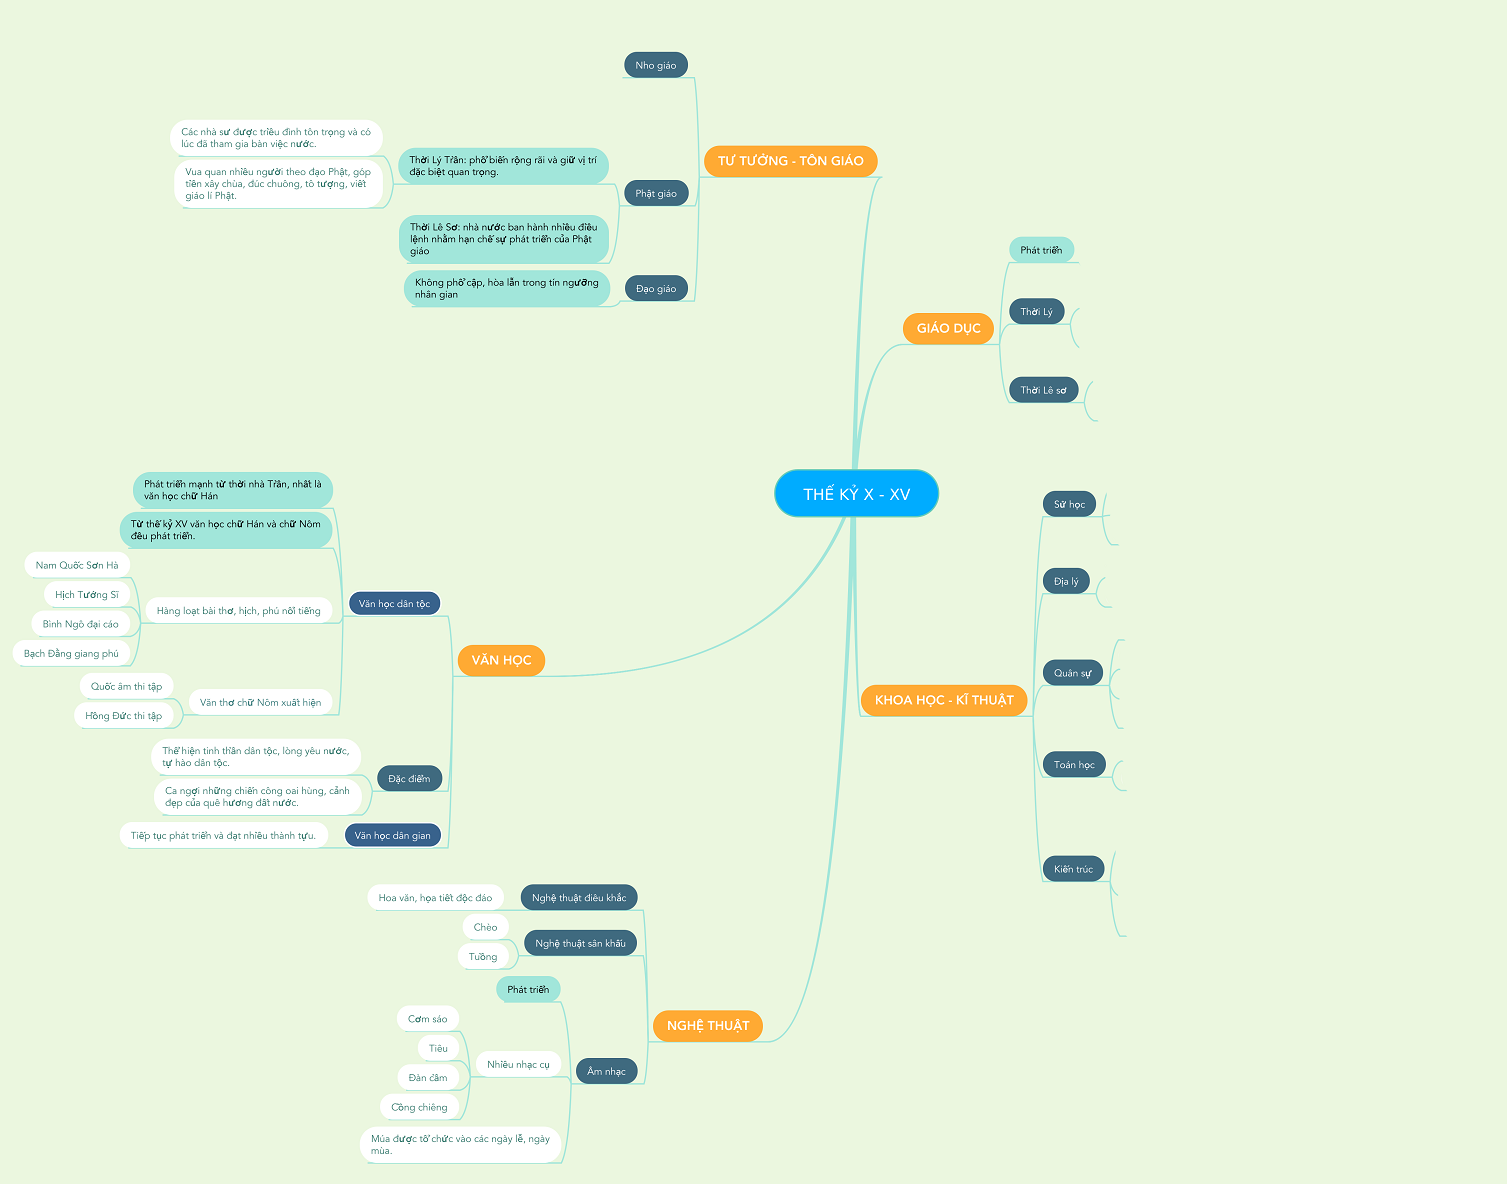 THẾ KỶ X - XV
TƯ TƯỞNG - TÔN GIÁO
Nho giáo
Phật giáo
Thời Lý Trần: phổ biến rộng rãi và giữ vị trí
đặc biệt quan trọng.
Các nhà sư được triều đình tôn trọng và có
lúc đã tham gia bàn việc nước.
Vua quan nhiều người theo đạo Phật, góp
tiền xây chùa, đúc chuông, tô tượng, viết
giáo lí Phật.
Thời Lê Sơ: nhà nước ban hành nhiều điều
lệnh nhằm hạn chế sự phát triển của Phật
giáo
Đạo giáo
Không phổ cập, hòa lẫn trong tín ngưỡng
nhân gian
GIÁO DỤC
Phát triển
Thời Lý
Thời Lê sơ
VĂN HỌC
Văn học dân tộc
Phát triển mạnh từ thời nhà Trần, nhất là
văn học chữ Hán
Từ thế kỷ XV văn học chữ Hán và chữ Nôm
đều phát triển.
Hàng loạt bài thơ, hịch, phú nổi tiếng
Nam Quốc Sơn Hà
Hịch Tướng Sĩ
Bình Ngô đại cáo
Bạch Đằng giang phú
Văn thơ chữ Nôm xuất hiện
Quốc âm thi tập
Hồng Đức thi tập
Đặc điểm
Thể hiện tinh thần dân tộc, lòng yêu nước,
tự hào dân tộc.
Ca ngợi những chiến công oai hùng, cảnh
đẹp của quê hương đất nước.
Văn học dân gian
Tiếp tục phát triển và đạt nhiều thành tựu.
KHOA HỌC - KĨ THUẬT
Sử học
Địa lý
Quân sự
Toán học
Kiến trúc
NGHỆ THUẬT
Nghệ thuật điêu khắc
Hoa văn, họa tiết độc đáo
Nghệ thuật sân khấu
Chèo
Tuồng
Âm nhạc
Phát triển
Nhiều nhạc cụ
Cơm sáo
Tiêu
Đàn cầm
Cồng chiêng
Múa được tổ chức vào các ngày lễ, ngày
mùa.